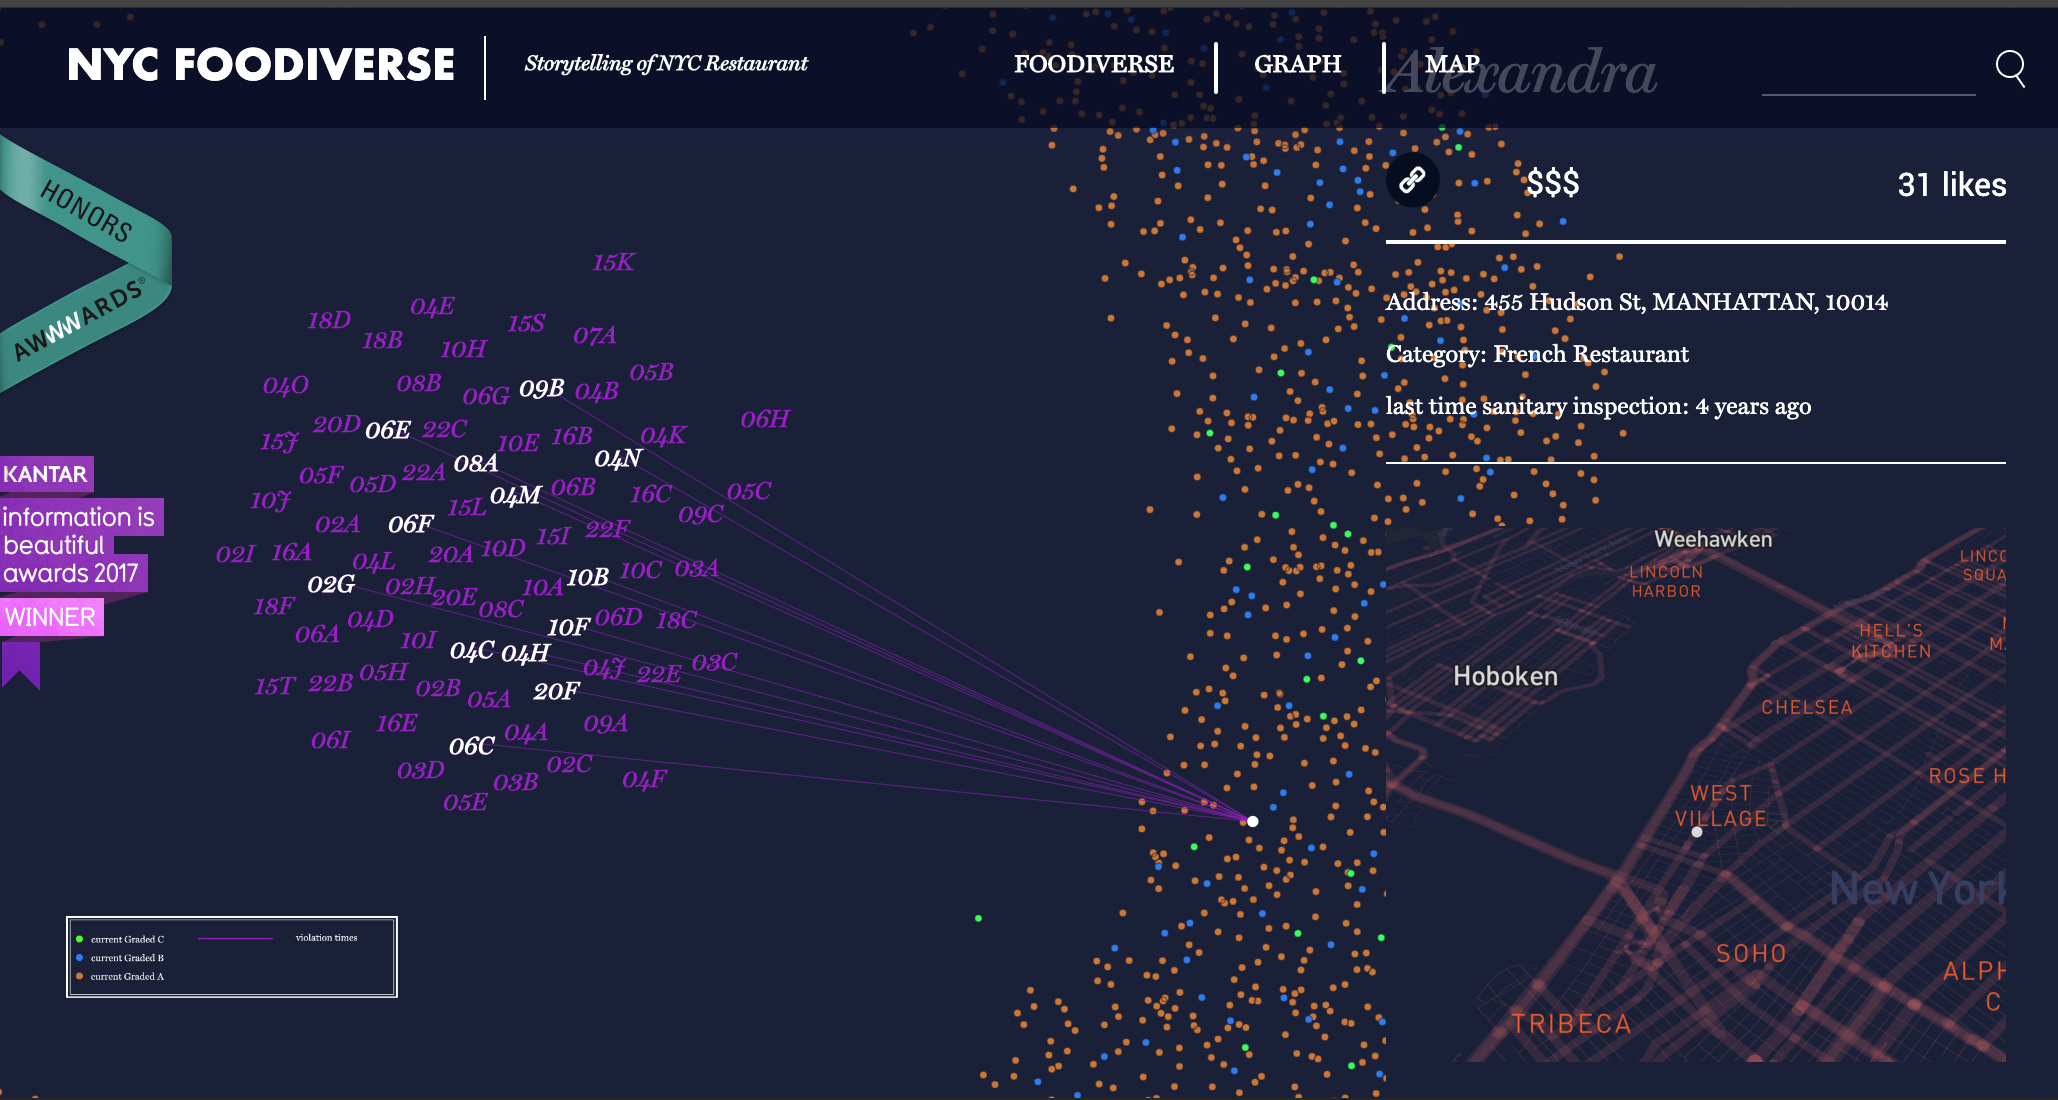 NYC FOODIVERSE
Storytelling of NYC Restaurant
FOODIVERSE
GRAPH
MAP
Alexandra
HONORS
AWWWARDS®
KANTAR
information is
beautiful
awards 2017
WINNER
15K
04E
18D
15S
18B
07A
10H
05B
04O
08B
06G
09B
04B
06H
20D
06E
22C
15J
10E
16B
04K
08A
04N
05F
05D
22A
06B
16C
05C
10J
15L
04M
09C
02A
06F
15I
22F
02I
16A
04L
20A
10D
10C
03A
02G
02H
10A
10B
20E
18F
08C
04D
10F
06D
18C
06A
10I
04C
04H
04J
22E
03C
15T
22B
05H
02B
05A
20F
16E
04A
09A
06I
06C
03D
03B
02C
04F
05E
current Graded C
violation times
current Graded B
current Graded A
$$$
31 likes
Address: 455 Hudson St, MANHATTAN, 10014
Category: French Restaurant
last time sanitary inspection: 4 years ago
Weehawken
LINCOLN
HARBOR
LINCO
SQUA
HELL'S
KITCHEN
M
Hoboken
CHELSEA
ROSE H
WEST
VILLAGE
New York
SOHO
ALPH
C
TRIBECA